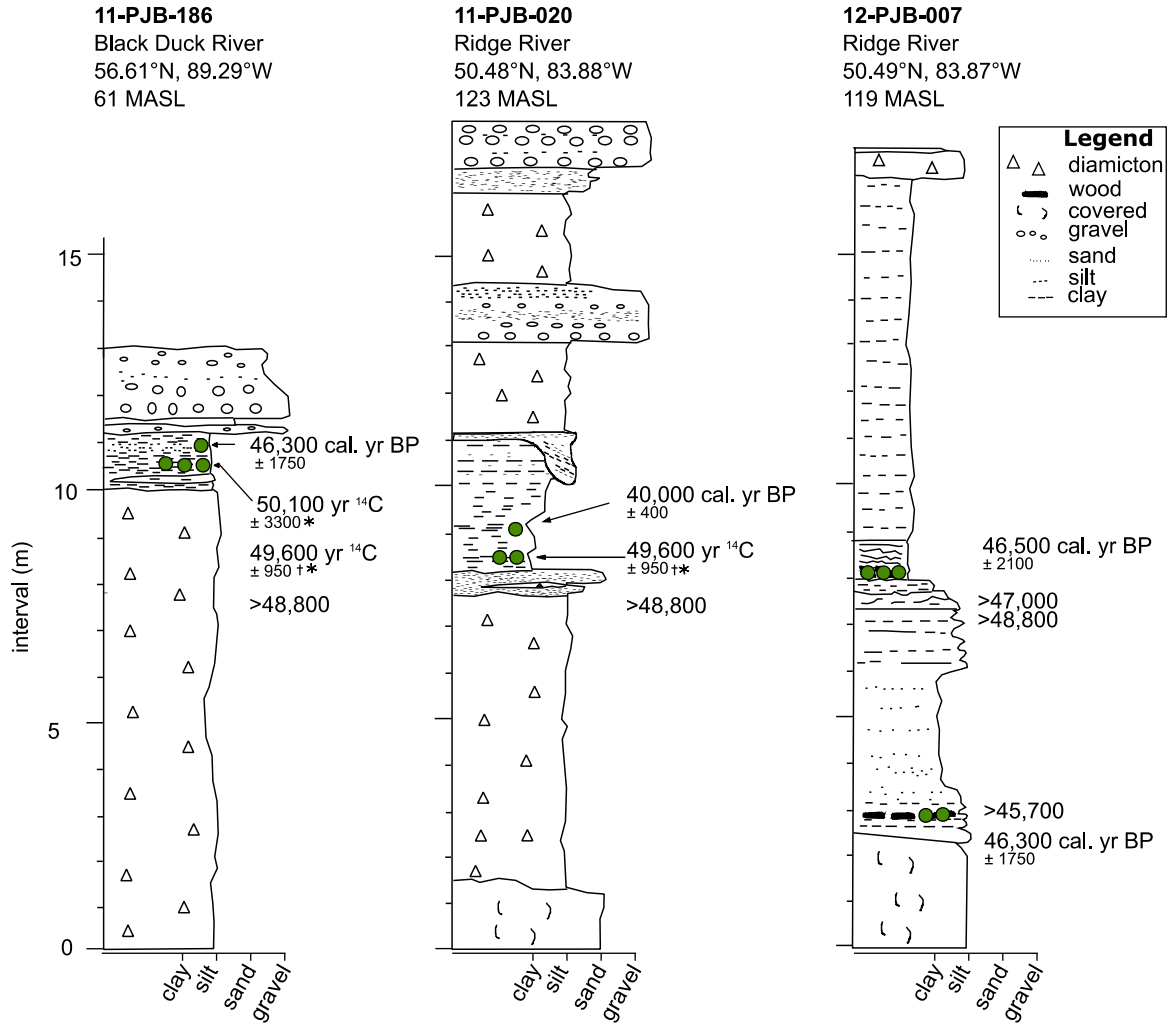 11-PJB-186
Black Duck River
56.61°N, 89.29°W
61 MASL
11-PJB-020
Ridge River
50.48°N, 83.88°W
123 MASL
12-PJB-007
Ridge River
50.49°N, 83.87°W
119 MASL
Legend
diamicton
wood
covered
gravel
sand
silt
clay
interval (m)
15
10
5
0
46,300 cal. yr BP
± 1750
50,100 yr ¹⁴C
± 3300*
49,600 yr ¹⁴C
± 950 †*
>48,800
40,000 cal. yr BP
± 400
49,600 yr ¹⁴C
± 950 †*
>48,800
46,500 cal. yr BP
± 2100
>47,000
>48,800
>45,700
46,300 cal. yr BP
± 1750
clay
silt
sand
gravel
clay
silt
sand
gravel
clay
silt
sand
gravel